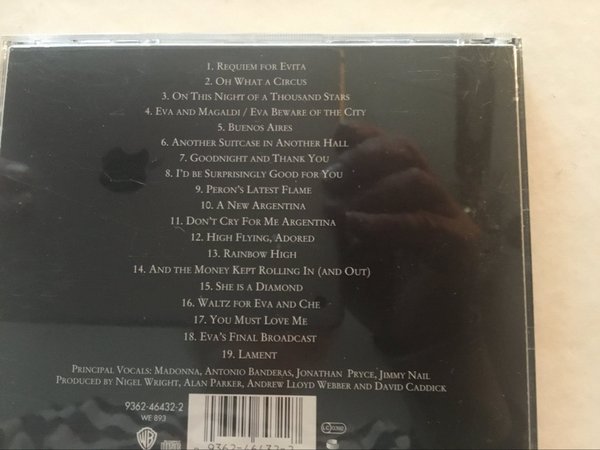 1. Requiem for Evita
2. Oh What a Circus
3. On This Night of a Thousand Stars
4. Eva and Magaldi / Eva Beware of the City
5. Buenos Aires
6. Another Suitcase in Another Hall
7. Goodnight and Thank You
8. I'd be Surprisingly Good for You
9. Peron's Latest Flame
10. A New Argentina
11. Don't Cry For Me Argentina
12. High Flying, Adored
13. Rainbow High
14. And the Money Kept Rolling In (and Out)
15. She is a Diamond
16. Waltz for Eva and Che
17. You Must Love Me
18. Eva's Final Broadcast
19. Lament
Principal Vocals: Madonna, Antonio Banderas, Jonathan Pryce, Jimmy Nail
Produced by Nigel Wright, Alan Parker, Andrew Lloyd Webber and David Caddick
9362-46432-2
WE 893
WB
LC
9362-46432-2